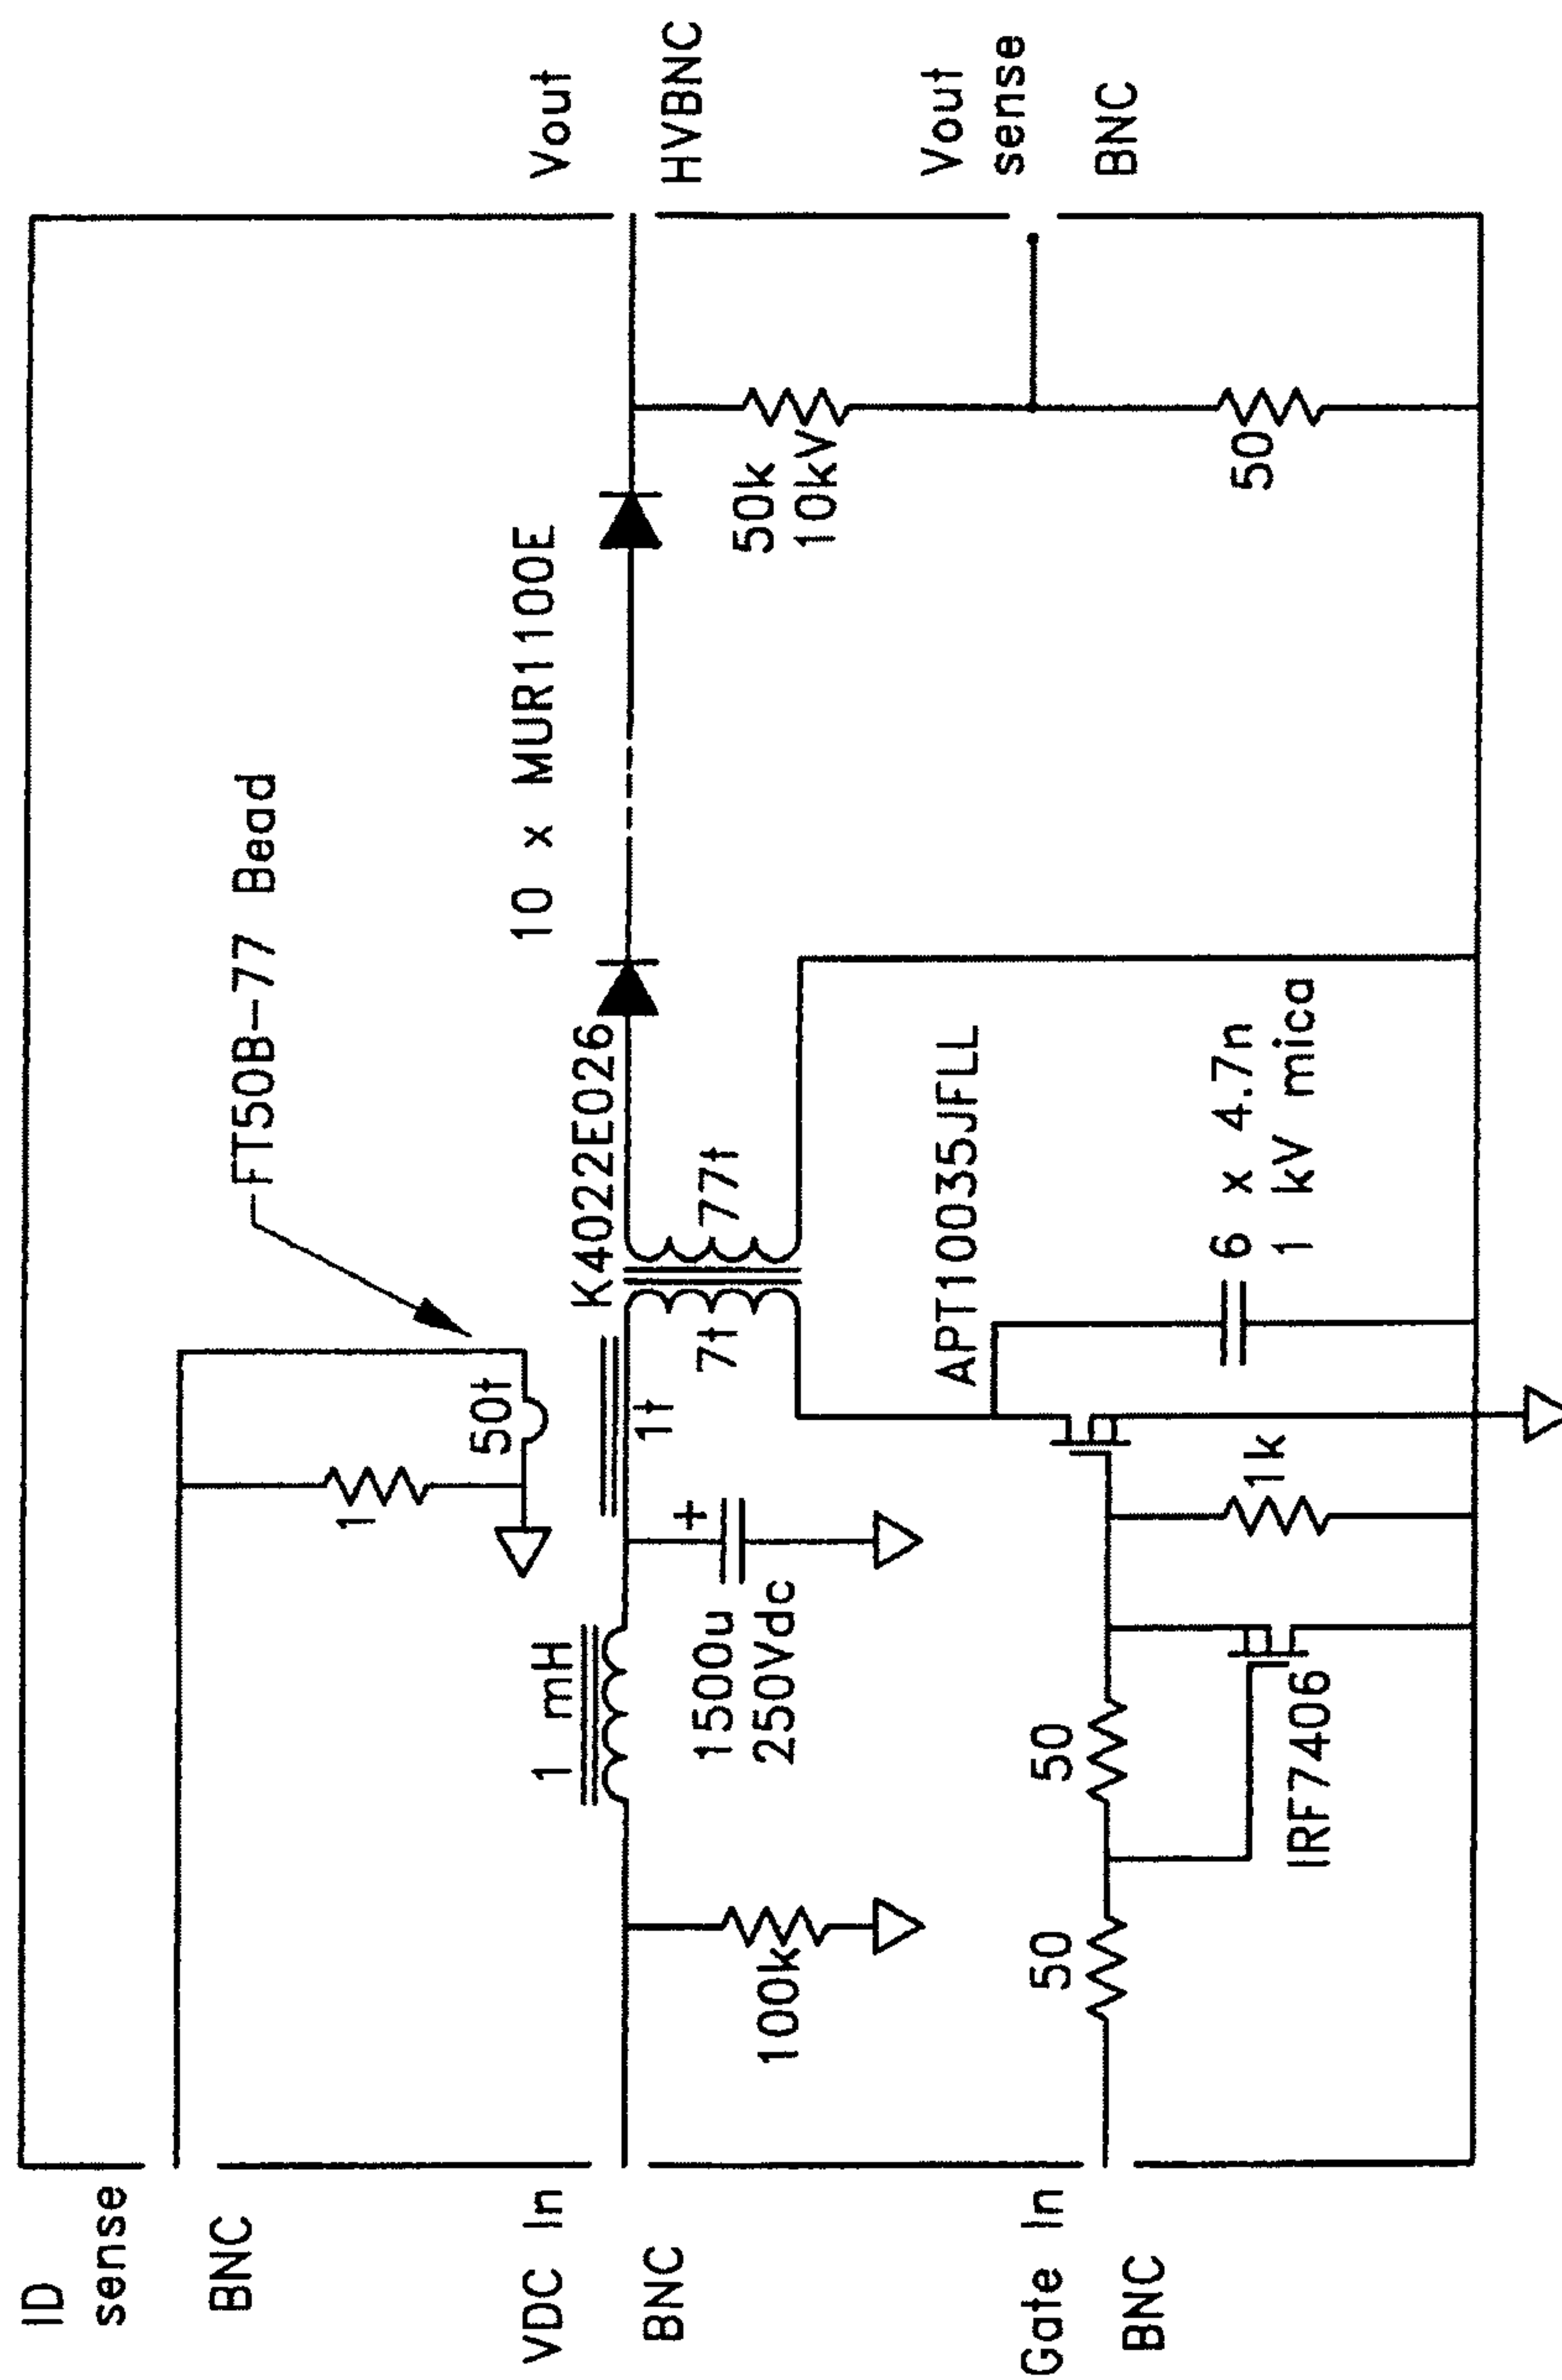 ID
sense
BNC
VDC In
BNC
Gate In
BNC
FT50B-77 Bead
1
50t
1 mH
1t
K4022E026
10 x MUR1100E
1500u
250Vdc
+
7t
77t
100k
50
50
IRF7406
1k
APT10035JFLL
6 x 4.7n
1 kV mica
50k
10kV
50
Vout
HVBNC
Vout
sense
BNC